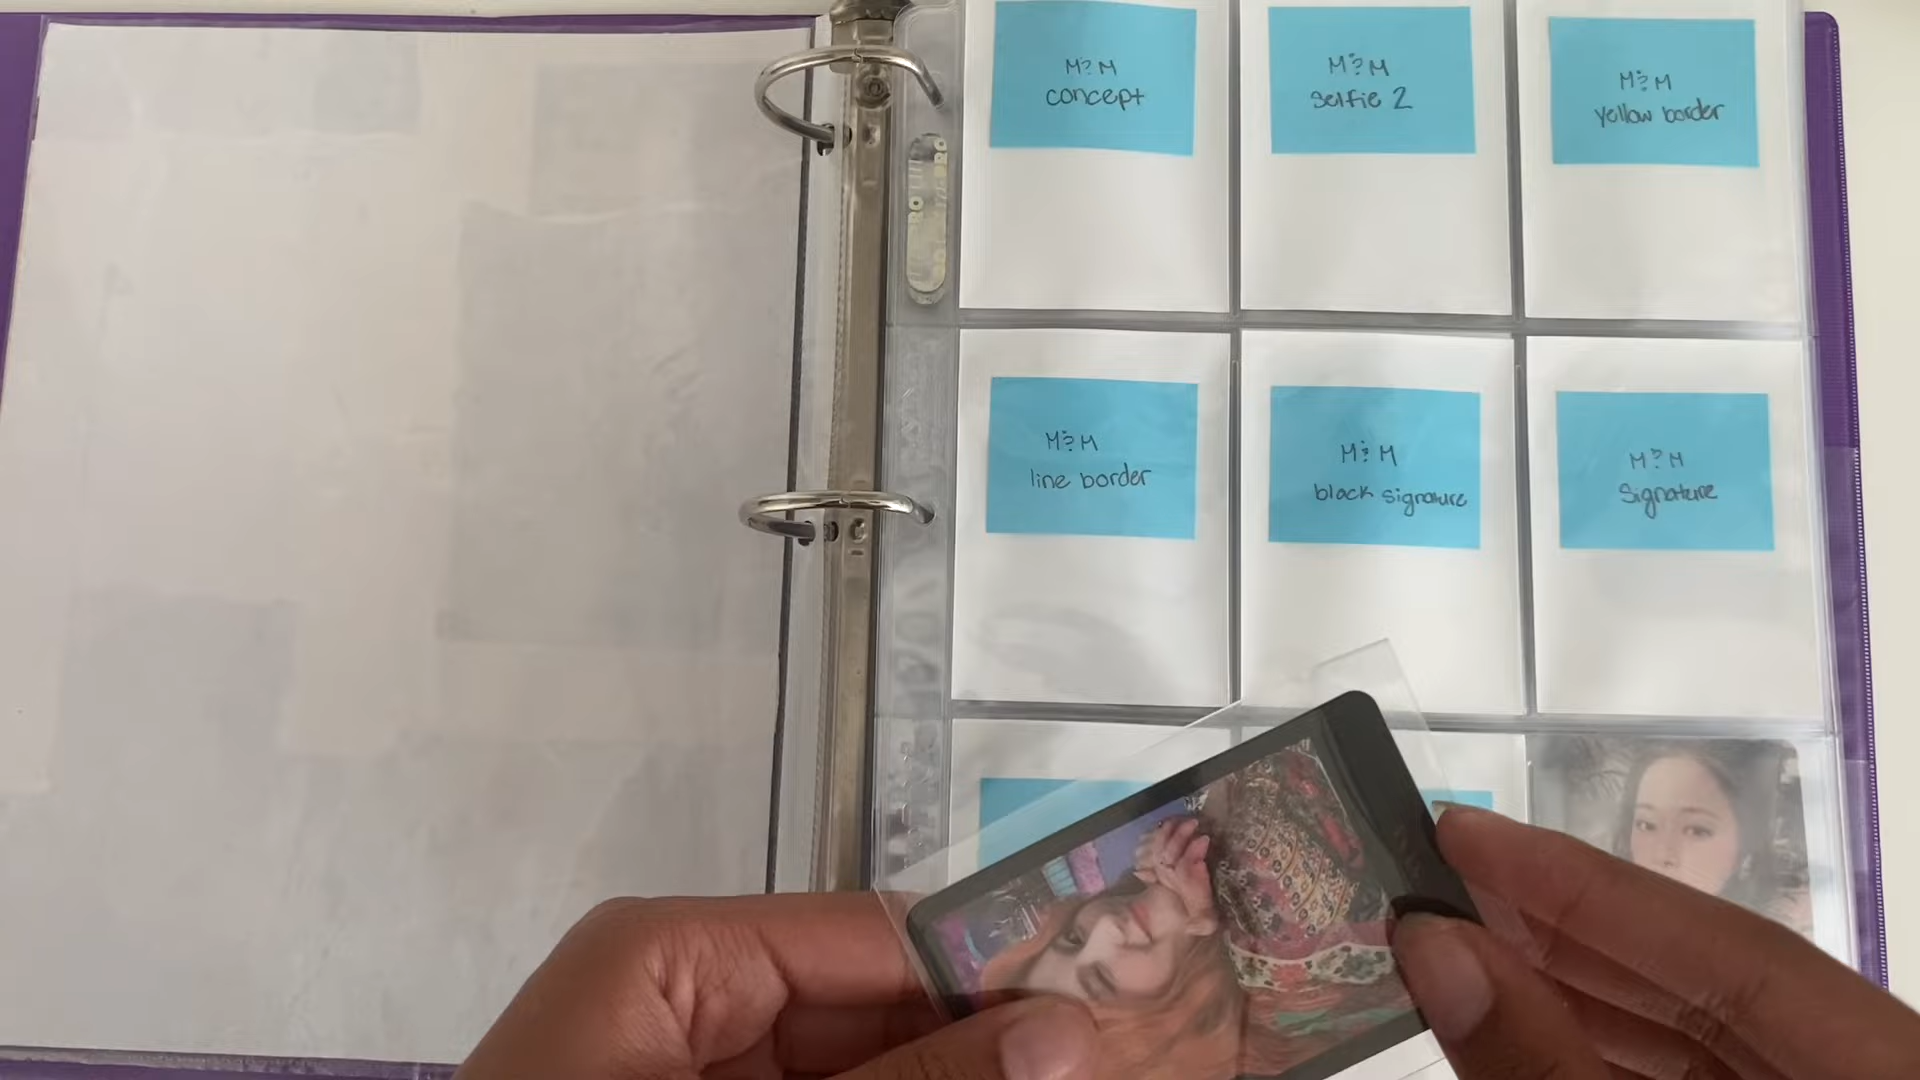 M?M
concept
M?M
selfie 2
M?M
yellow border
M?M
line border
M?M
black signature
M?M
Signature